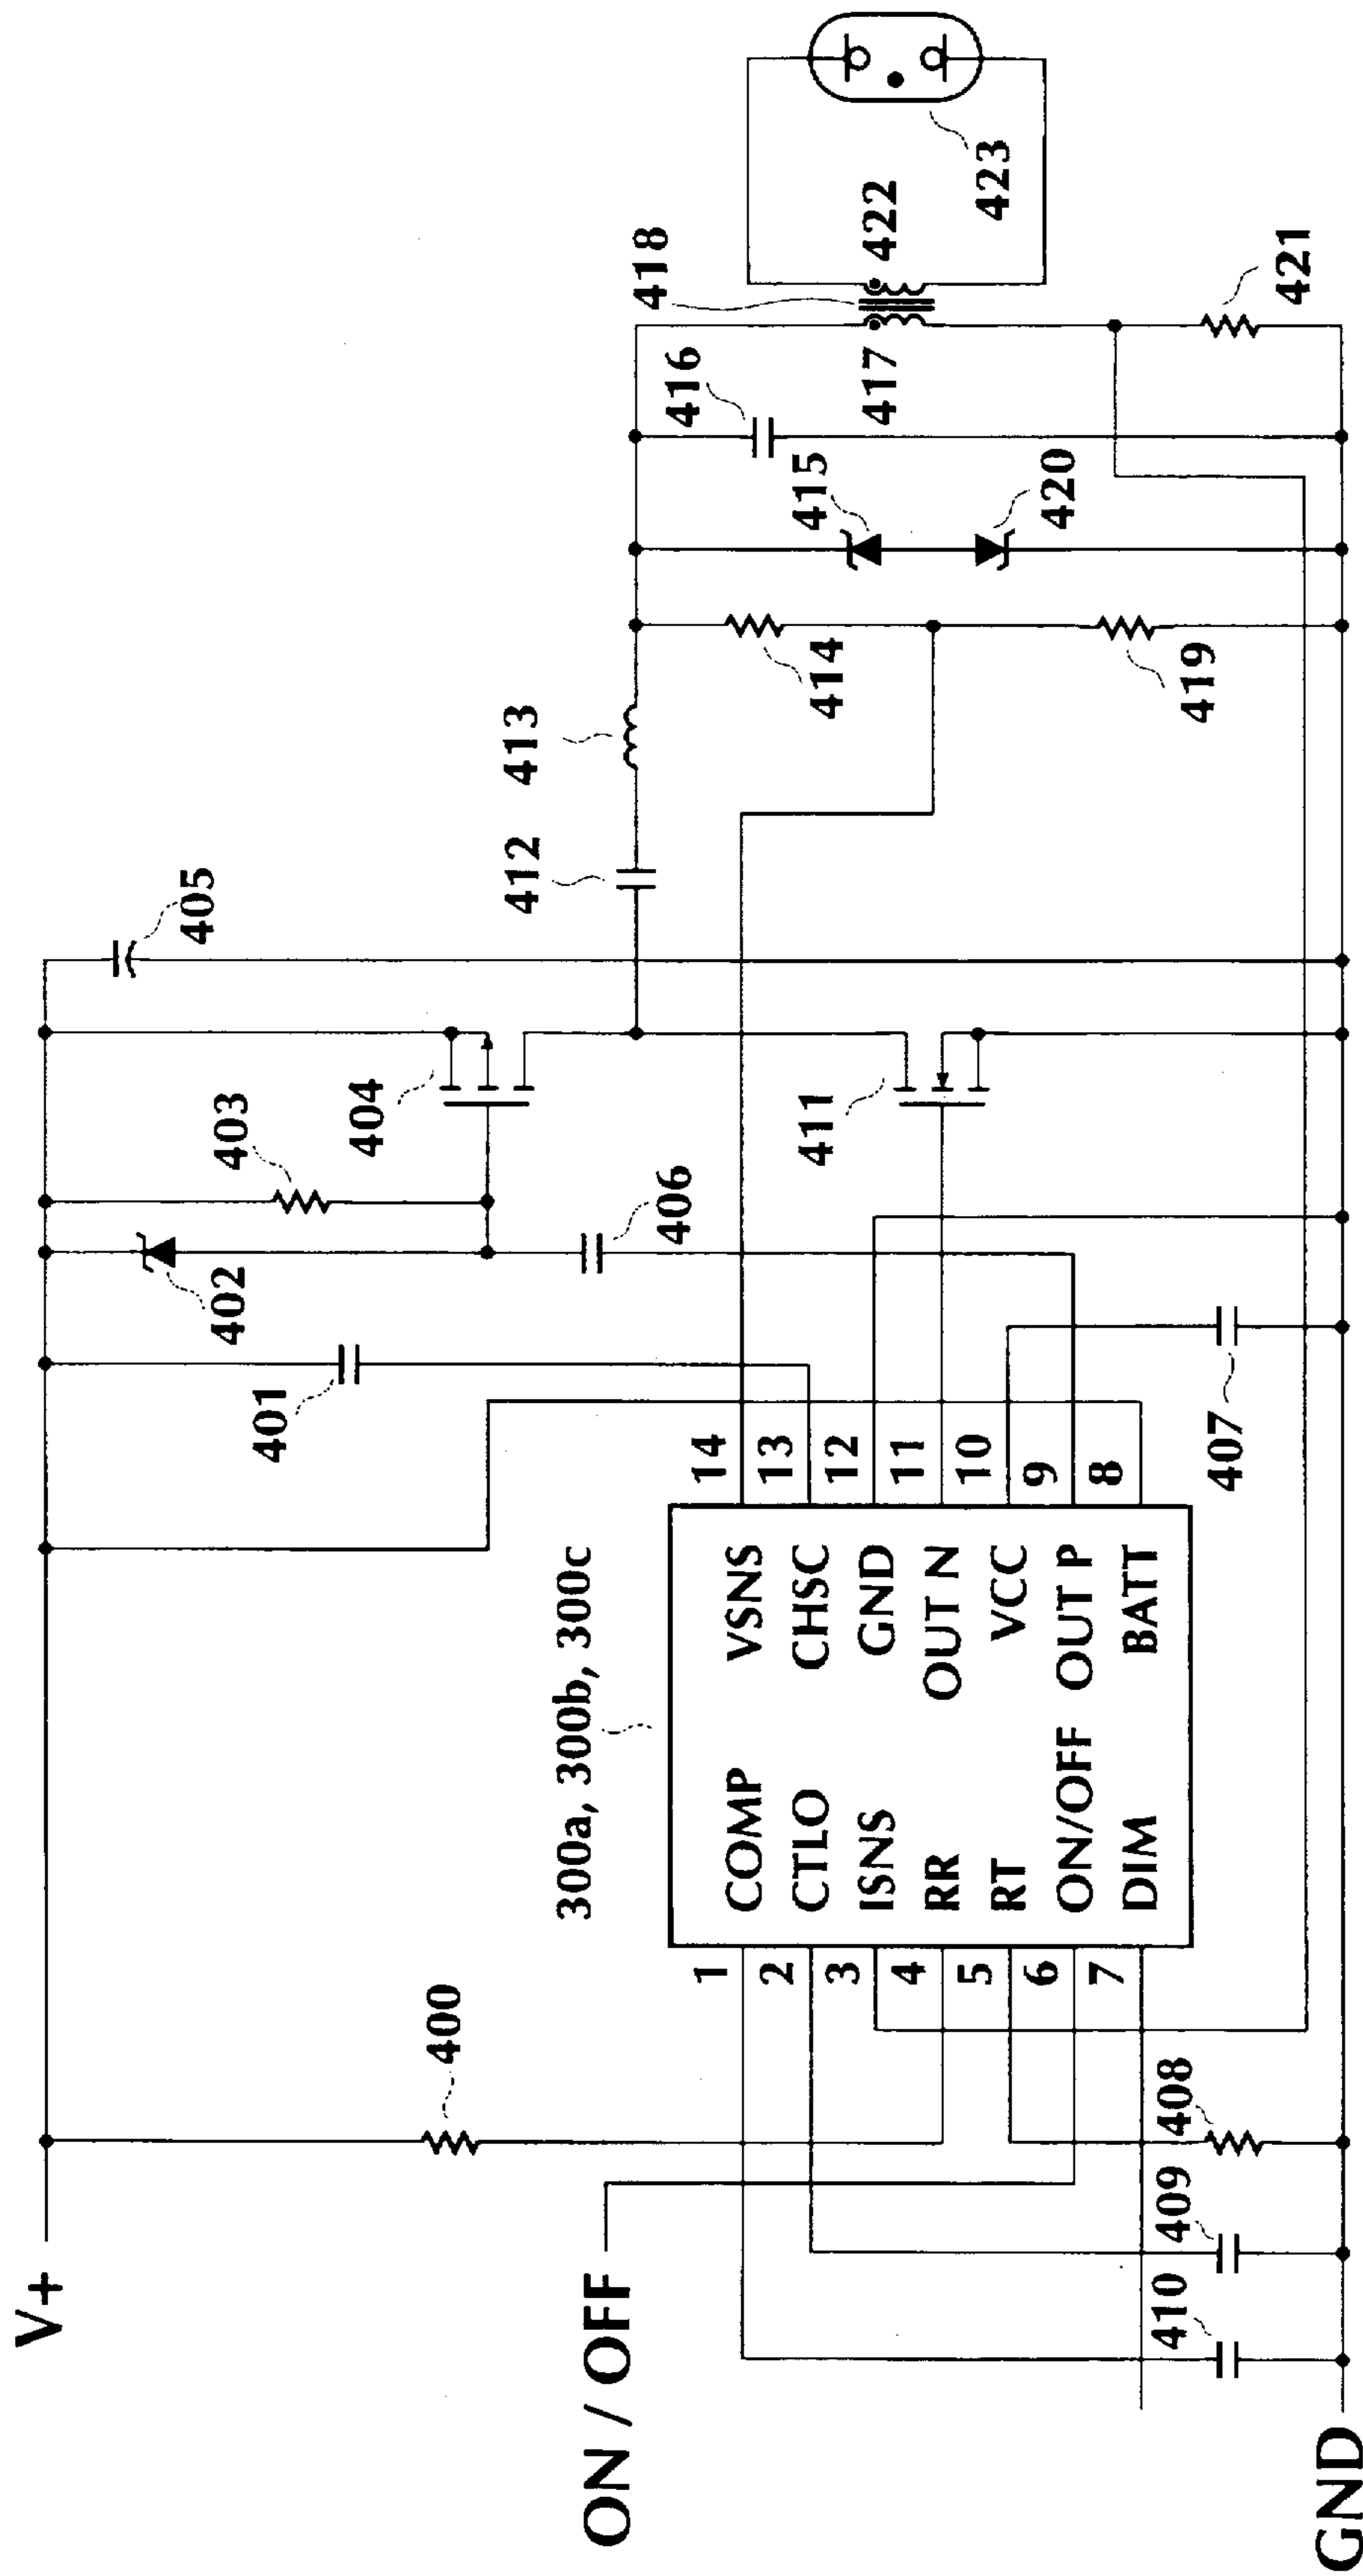 V+
ON / OFF
GND
400
401
402
403
404
405
406
407
408
409
410
411
412
413
414
415
416
417
418
419
420
421
422
423
300a, 300b, 300c
1 COMP
2 CTLO
3 ISNS
4 RR
5 RT
6 ON/OFF
7 DIM
VSNS 14
CHSC 13
GND 12
OUT N 11
VCC 10
OUT P 9
BATT 8